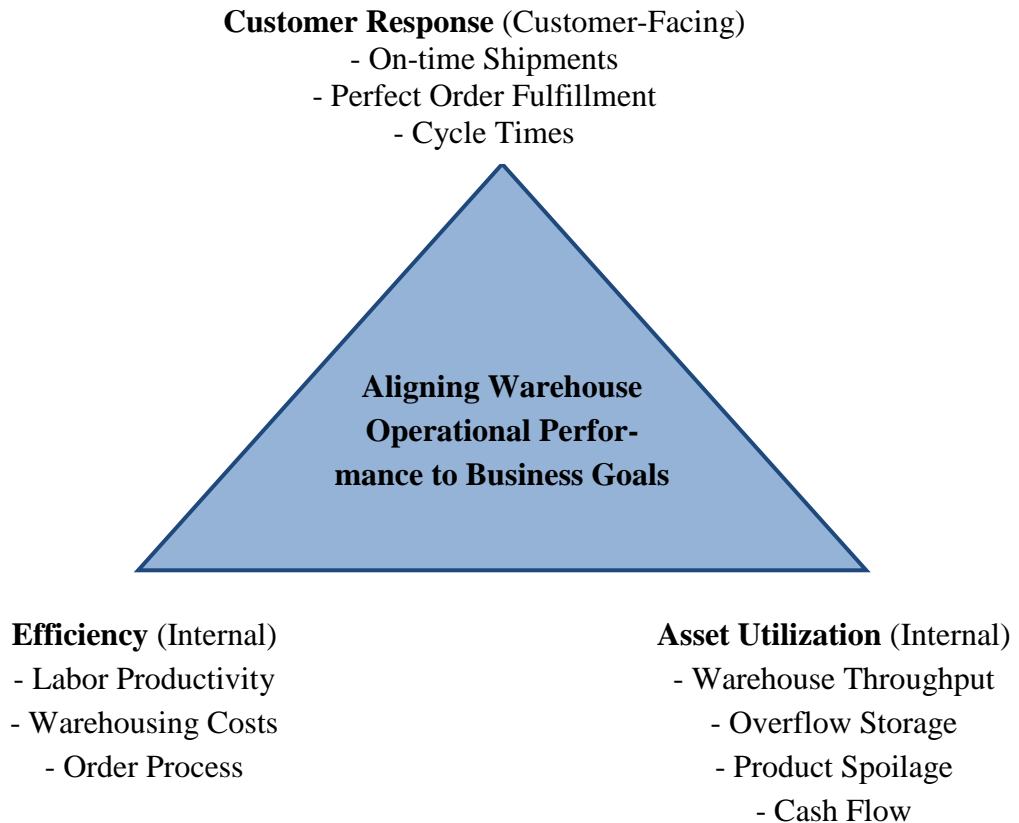 Customer Response (Customer-Facing)
- On-time Shipments
- Perfect Order Fulfillment
- Cycle Times
Aligning Warehouse
Operational Perfor-
mance to Business Goals
Efficiency (Internal)
- Labor Productivity
- Warehousing Costs
- Order Process
Asset Utilization (Internal)
- Warehouse Throughput
- Overflow Storage
- Product Spoilage
- Cash Flow